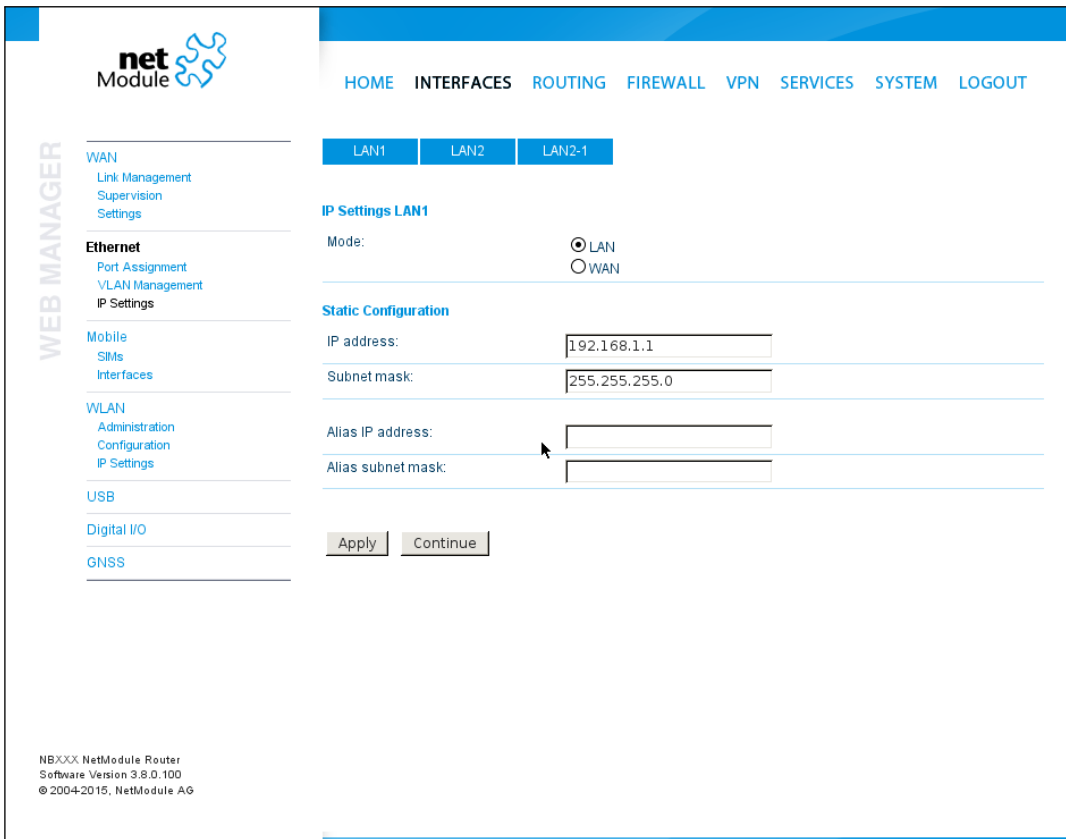 net
Module
HOME INTERFACES ROUTING FIREWALL VPN SERVICES SYSTEM LOGOUT
WEB MANAGER
WAN
Link Management
Supervision
Settings
Ethernet
Port Assignment
VLAN Management
IP Settings
Mobile
SIMs
Interfaces
WLAN
Administration
Configuration
IP Settings
USB
Digital I/O
GNSS
LAN1 LAN2 LAN2-1
IP Settings LAN1
Mode:
LAN
WAN
Static Configuration
IP address: 192.168.1.1
Subnet mask: 255.255.255.0
Alias IP address:
Alias subnet mask:
Apply Continue
NBXXX NetModule Router
Software Version 3.8.0.100
© 2004-2015, NetModule AG